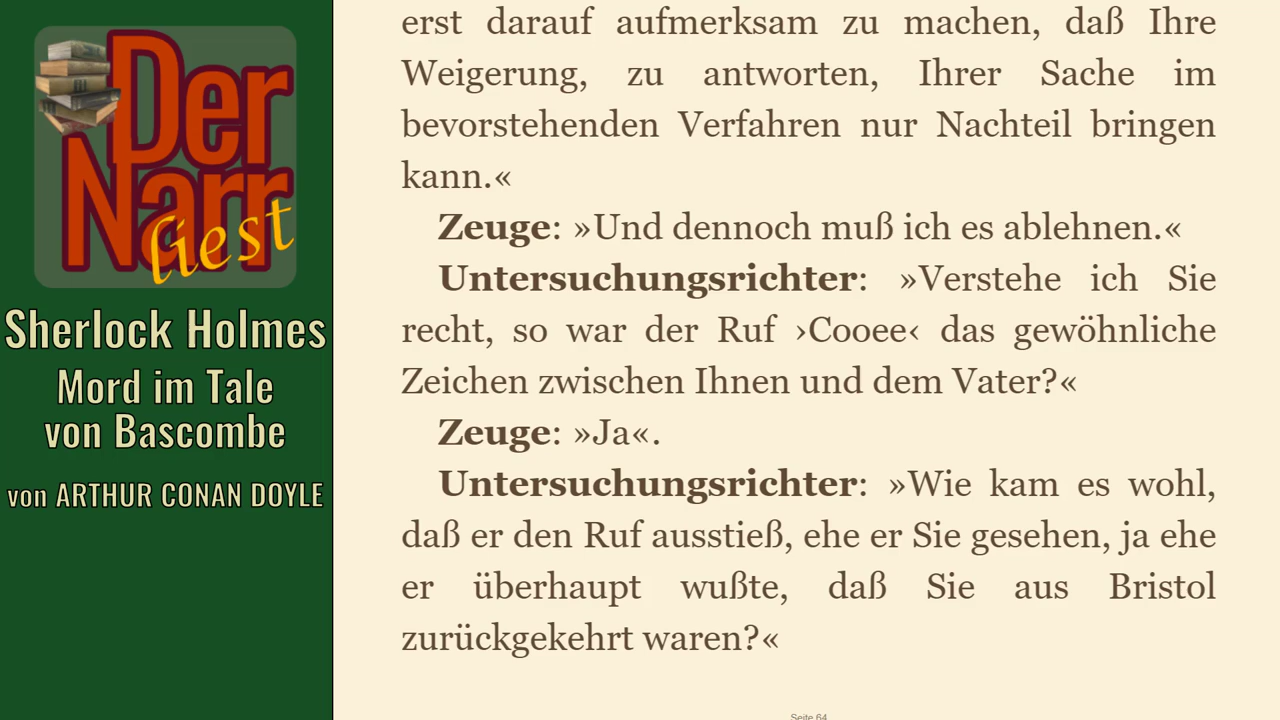 Der
Narr
liest
Sherlock Holmes
Mord im Tale
von Bascombe
von ARTHUR CONAN DOYLE
erst darauf aufmerksam zu machen, daß Ihre
Weigerung, zu antworten, Ihrer Sache im
bevorstehenden Verfahren nur Nachteil bringen
kann.«
Zeuge: »Und dennoch muß ich es ablehnen.«
Untersuchungsrichter: »Verstehe ich Sie
recht, so war der Ruf ›Cooee‹ das gewöhnliche
Zeichen zwischen Ihnen und dem Vater?«
Zeuge: »Ja«.
Untersuchungsrichter: »Wie kam es wohl,
daß er den Ruf ausstieß, ehe er Sie gesehen, ja ehe
er überhaupt wußte, daß Sie aus Bristol
zurückgekehrt waren?«
Seite 64